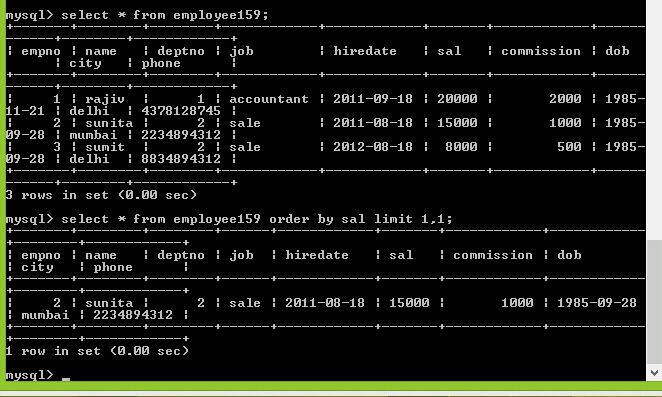 mysql> select * from employee159;
+-------+--------+--------+------------+------------+-------+------------+------
------+--------+------------+
| empno | name   | deptno | job        | hiredate   | sal   | commission | dob
      | city   | phone      |
+-------+--------+--------+------------+------------+-------+------------+------
------+--------+------------+
|     1 | rajiv  |      1 | accountant | 2011-09-18 | 20000 |       2000 | 1985-
11-21 | delhi  | 4378128745 |
|     2 | sunita |      2 | sale       | 2011-08-18 | 15000 |       1000 | 1985-
09-28 | mumbai | 2234894312 |
|     3 | sumit  |      2 | sale       | 2012-08-18 |  8000 |        500 | 1985-
09-28 | delhi  | 8834894312 |
+-------+--------+--------+------------+------------+-------+------------+------
------+--------+------------+
3 rows in set (0.00 sec)
mysql> select * from employee159 order by sal limit 1,1;
+-------+--------+--------+------+------------+-------+------------+------------
+--------+------------+
| empno | name   | deptno | job  | hiredate   | sal   | commission | dob
| city   | phone      |
+-------+--------+--------+------+------------+-------+------------+------------
+--------+------------+
|     2 | sunita |      2 | sale | 2011-08-18 | 15000 |       1000 | 1985-09-28
| mumbai | 2234894312 |
+-------+--------+--------+------+------------+-------+------------+------------
+--------+------------+
1 row in set (0.00 sec)
mysql> _